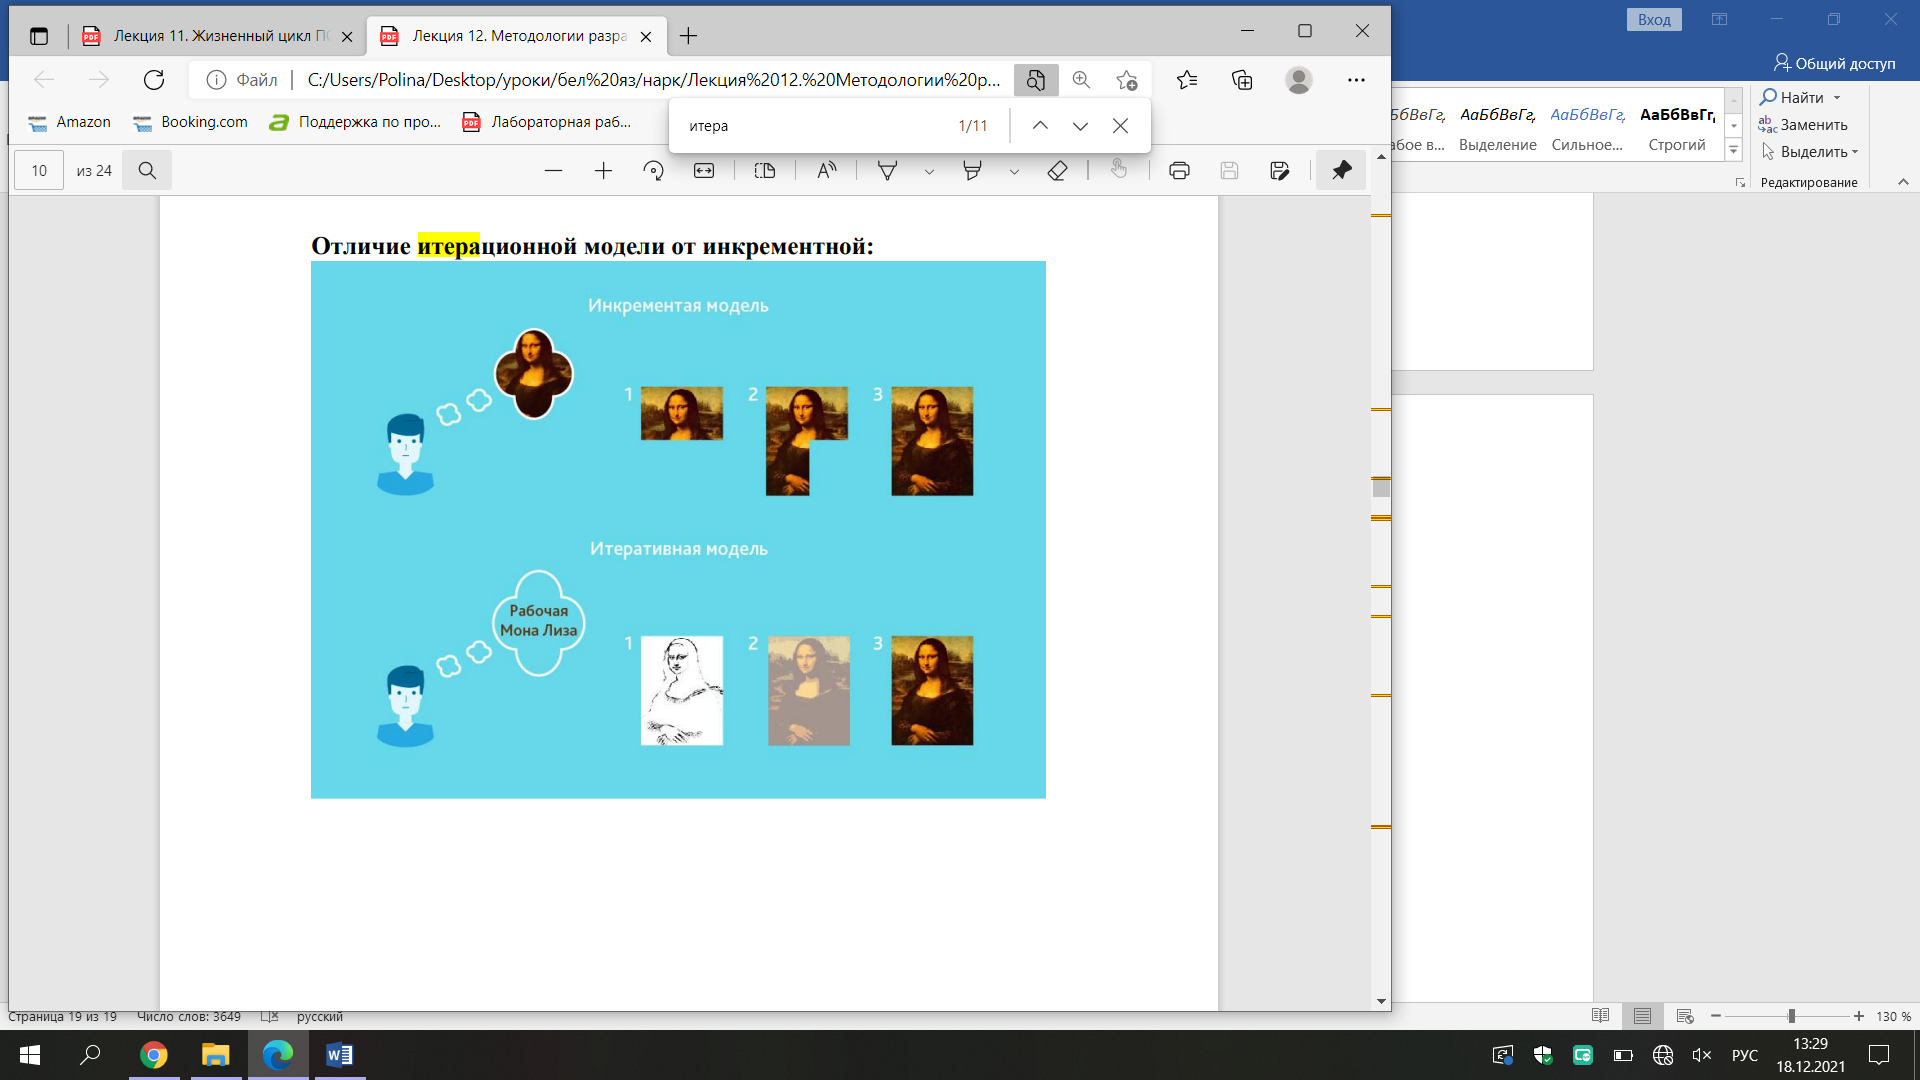 Вход
Лекция 11. Жизненный цикл ПО
Лекция 12. Методологии разра
Общий доступ
Файл
C:/Users/Polina/Desktop/уроки/бел%20яз/нарк/Лекция%2012.%20Методологии%20р...
Найти
Заменить
Выделить
Редактирование
АаБбВвГг,
АаБбВвГг,
АаБбВвГг,
Выделение
Сильное...
Строгий
Amazon
Booking.com
Поддержка по про...
Лабораторная раб...
итера
1/11
10
из 24
Отличие итерационной модели от инкрементной:
Инкрементая модель
1
2
3
Итеративная модель
Рабочая
Мона Лиза
1
2
3
Страница 19 из 19
Число слов: 3649
русский
130 %
РУС
13:29
18.12.2021